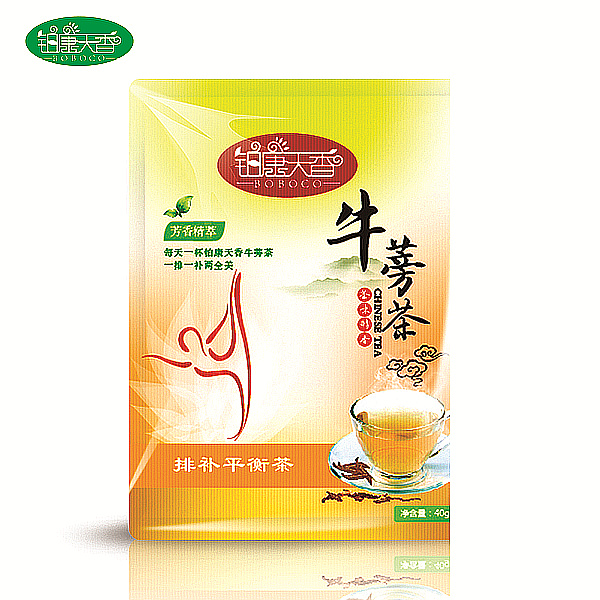 铂康天香
BOBOCO
铂康天香
BOBOCO
芳香精萃
每天一杯铂康天香牛蒡茶
一排一补两全美
牛蒡茶
CHINESE TEA
排补平衡茶
净含量：40g